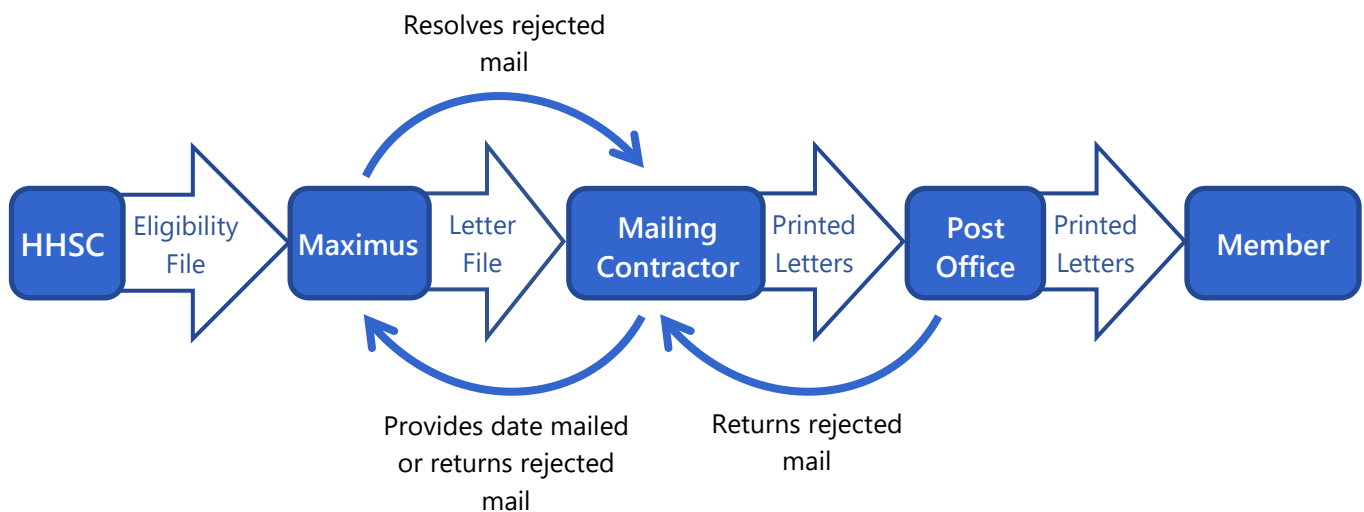 Resolves rejected
mail
HHSC
Eligibility
File
Maximus
Letter
File
Mailing
Contractor
Printed
Letters
Post
Office
Printed
Letters
Member
Provides date mailed
or returns rejected
mail
Returns rejected
mail